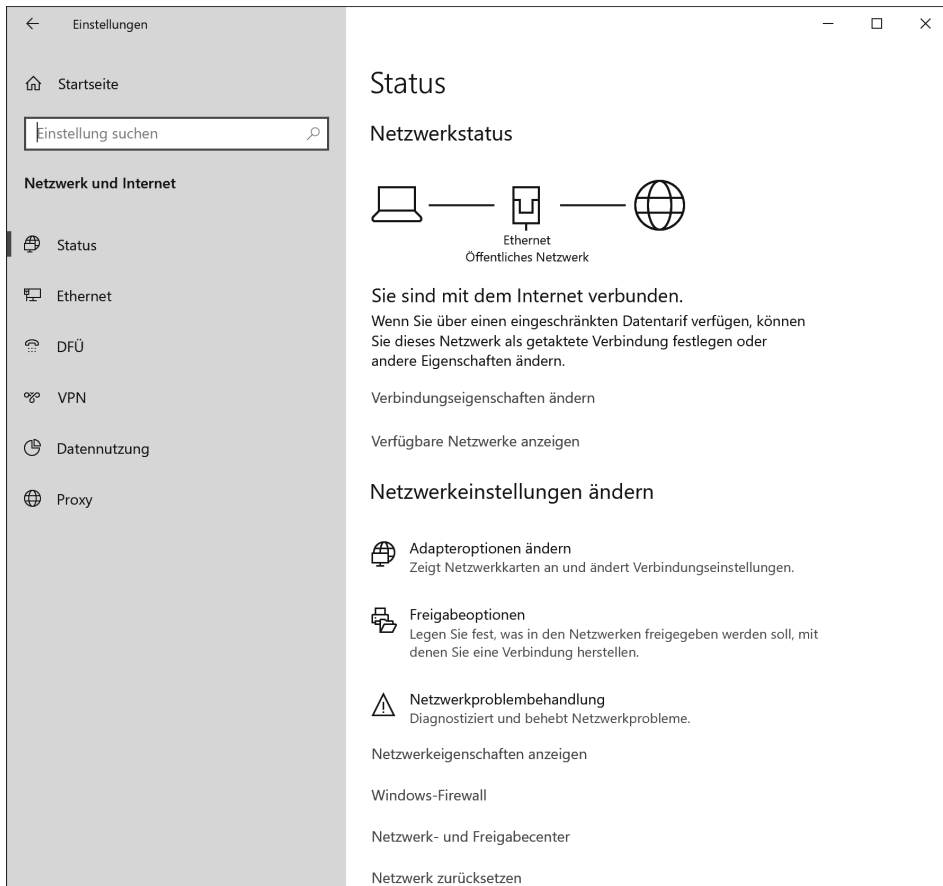 Einstellungen
Startseite
Einstellung suchen
Netzwerk und Internet
Status
Ethernet
DFÜ
VPN
Datennutzung
Proxy
Status
Netzwerkstatus
Ethernet
Öffentliches Netzwerk
Sie sind mit dem Internet verbunden.
Wenn Sie über einen eingeschränkten Datentarif verfügen, können
Sie dieses Netzwerk als getaktete Verbindung festlegen oder
andere Eigenschaften ändern.
Verbindungseigenschaften ändern
Verfügbare Netzwerke anzeigen
Netzwerkeinstellungen ändern
Adapteroptionen ändern
Zeigt Netzwerkkarten an und ändert Verbindungseinstellungen.
Freigabeoptionen
Legen Sie fest, was in den Netzwerken freigegeben werden soll, mit
denen Sie eine Verbindung herstellen.
Netzwerkproblembehandlung
Diagnostiziert und behebt Netzwerkprobleme.
Netzwerkeigenschaften anzeigen
Windows-Firewall
Netzwerk- und Freigabecenter
Netzwerk zurücksetzen